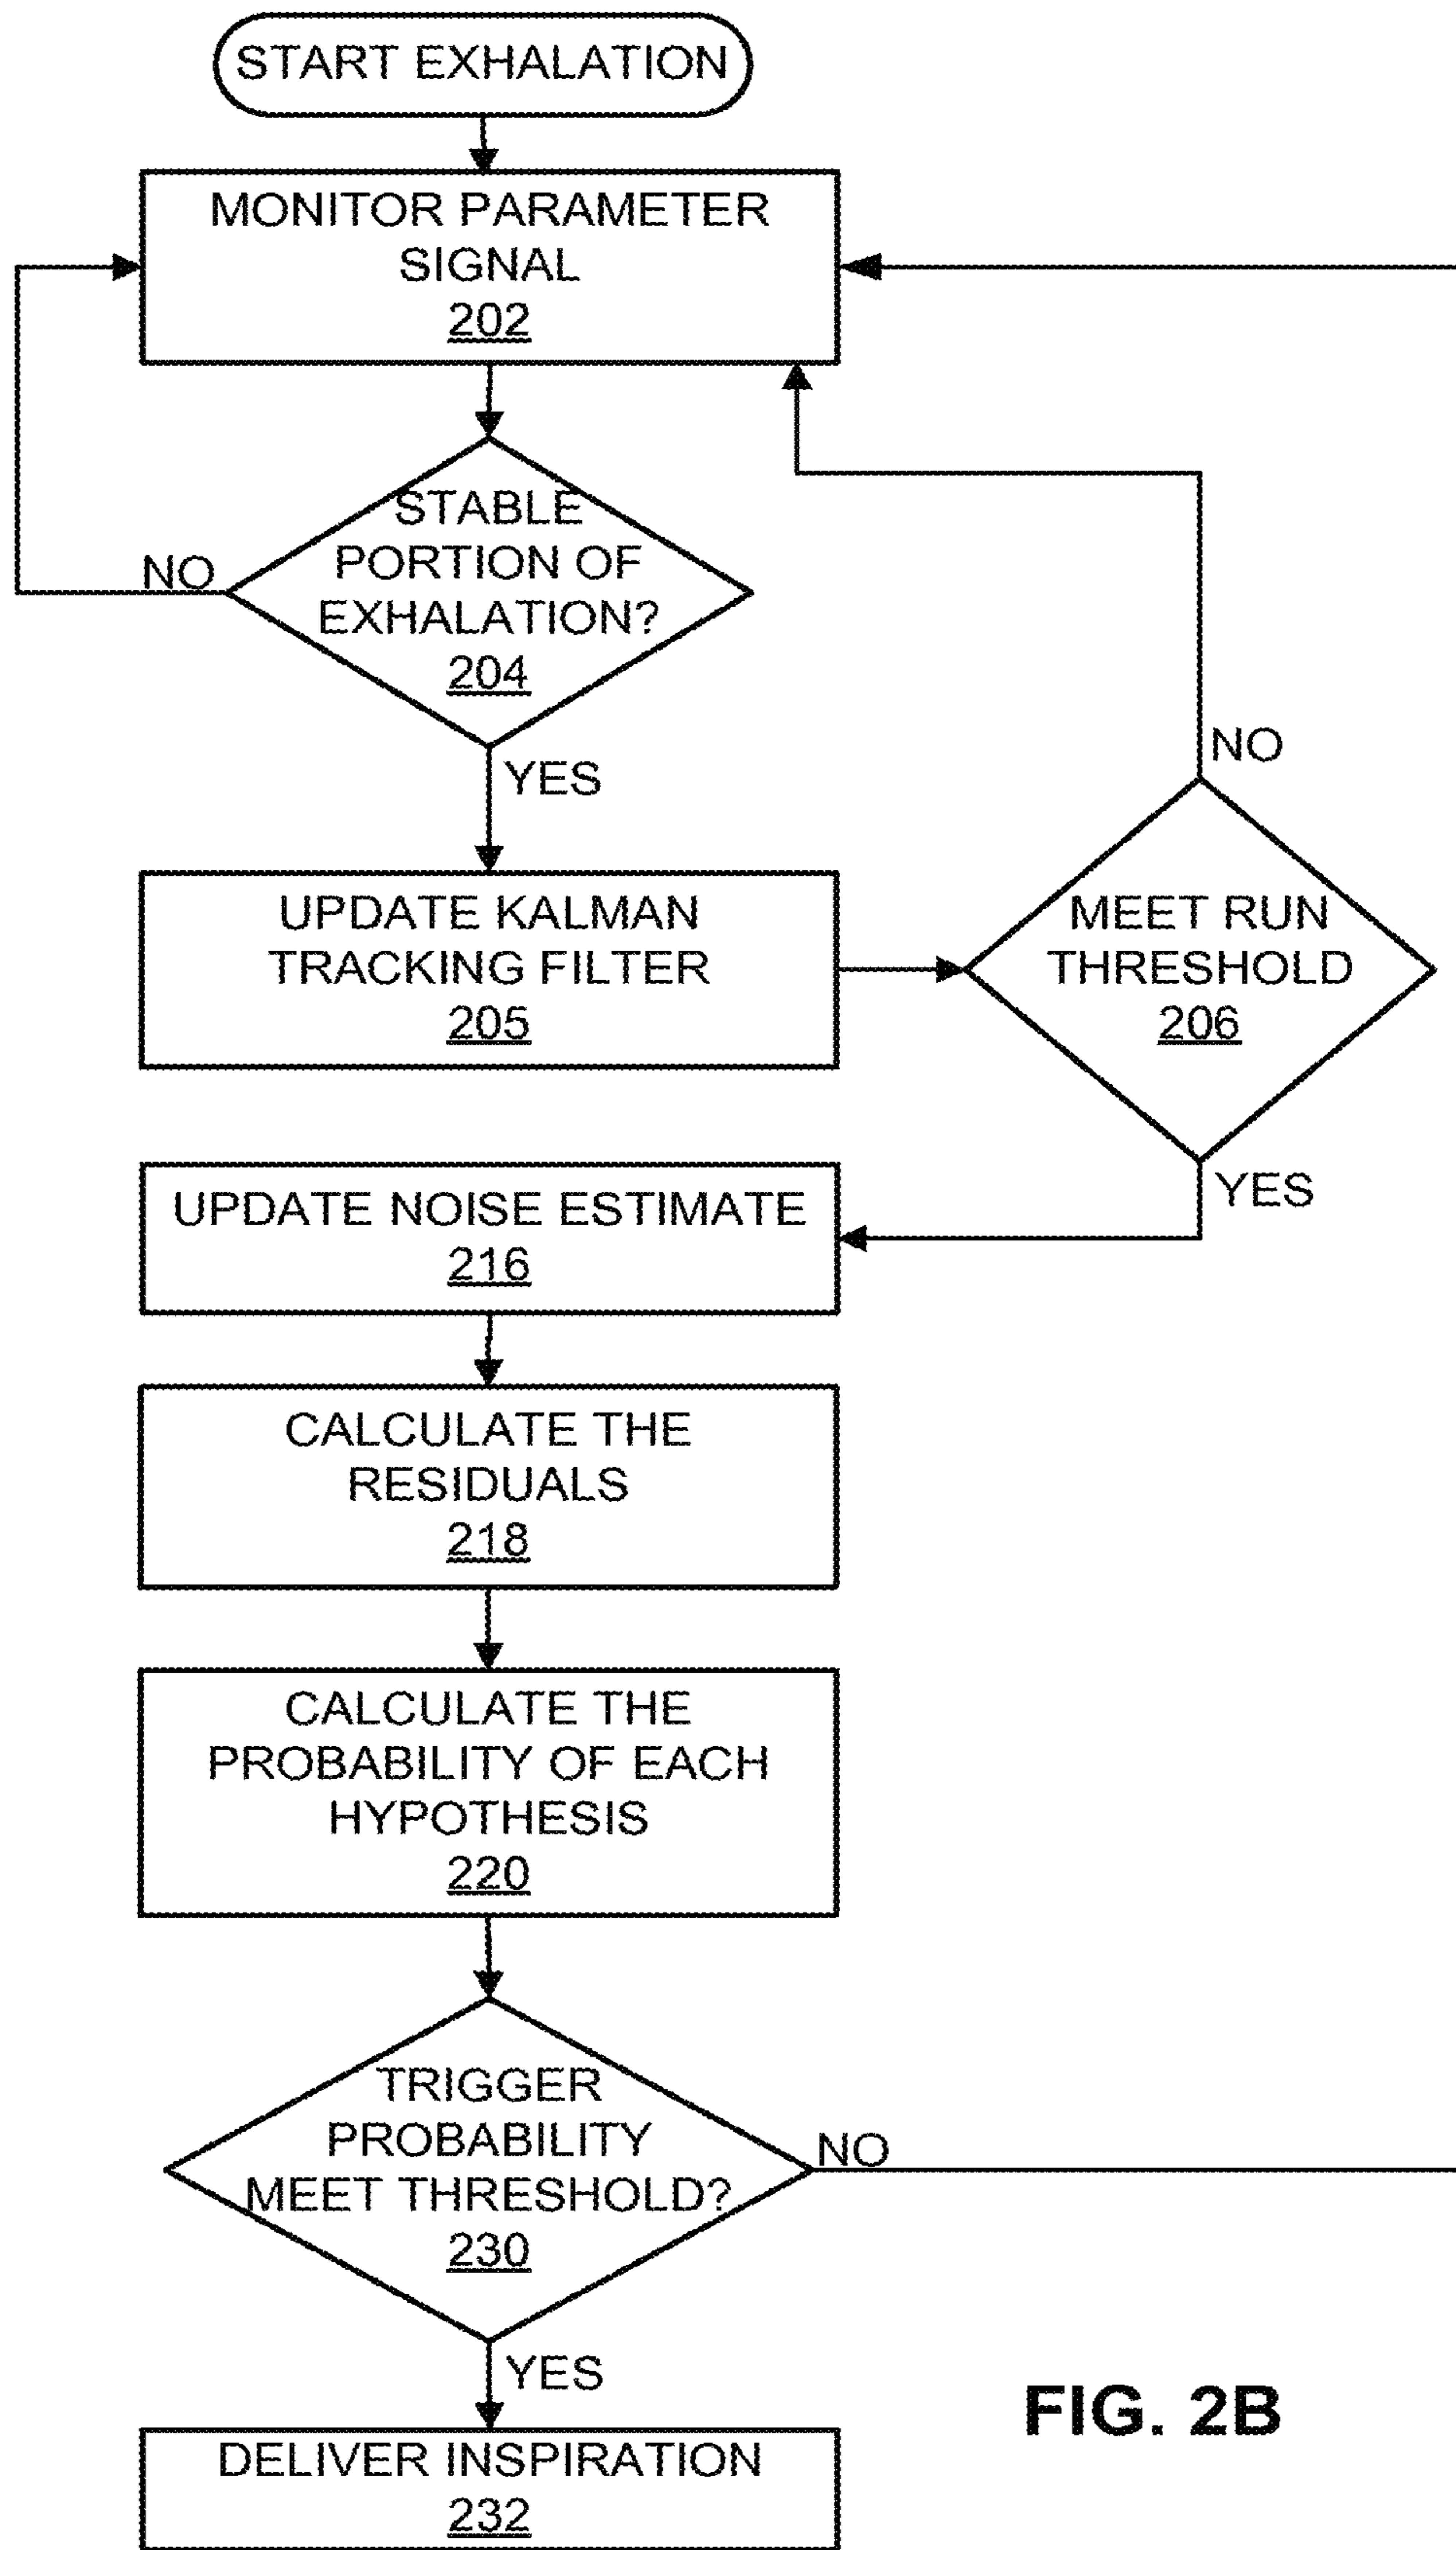 START EXHALATION
MONITOR PARAMETER
SIGNAL
202
STABLE
PORTION OF
EXHALATION?
204
NO
YES
UPDATE KALMAN
TRACKING FILTER
205
NO
MEET RUN
THRESHOLD
206
YES
UPDATE NOISE ESTIMATE
216
CALCULATE THE
RESIDUALS
218
CALCULATE THE
PROBABILITY OF EACH
HYPOTHESIS
220
TRIGGER
PROBABILITY
MEET THRESHOLD?
230
NO
YES
DELIVER INSPIRATION
232
FIG. 2B